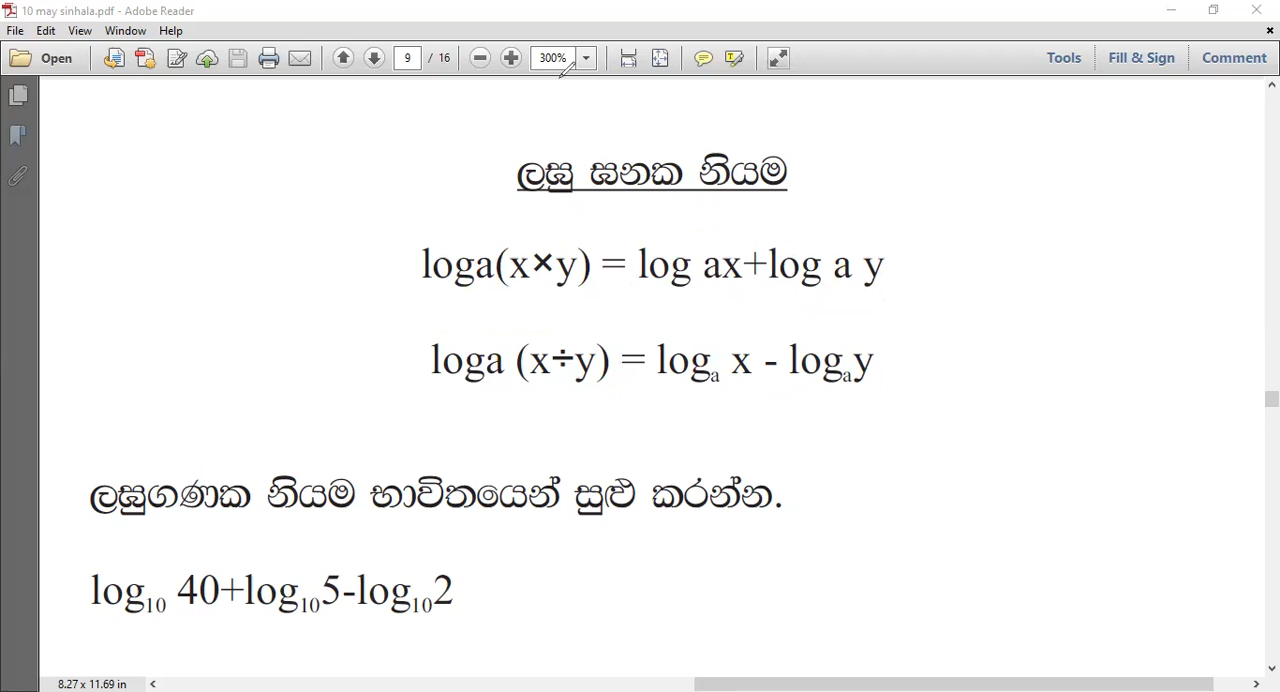 10 may sinhala.pdf - Adobe Reader
File Edit View Window Help
Open 9 / 16 300% Tools Fill & Sign Comment
ලඝු ඝනක නියම
loga(x×y) = log ax+log a y
loga (x÷y) = logₐ x - logₐy
ලඝුගණක නියම භාවිතයෙන් සුළු කරන්න.
log₁₀ 40+log₁₀5-log₁₀2
8.27 x 11.69 in